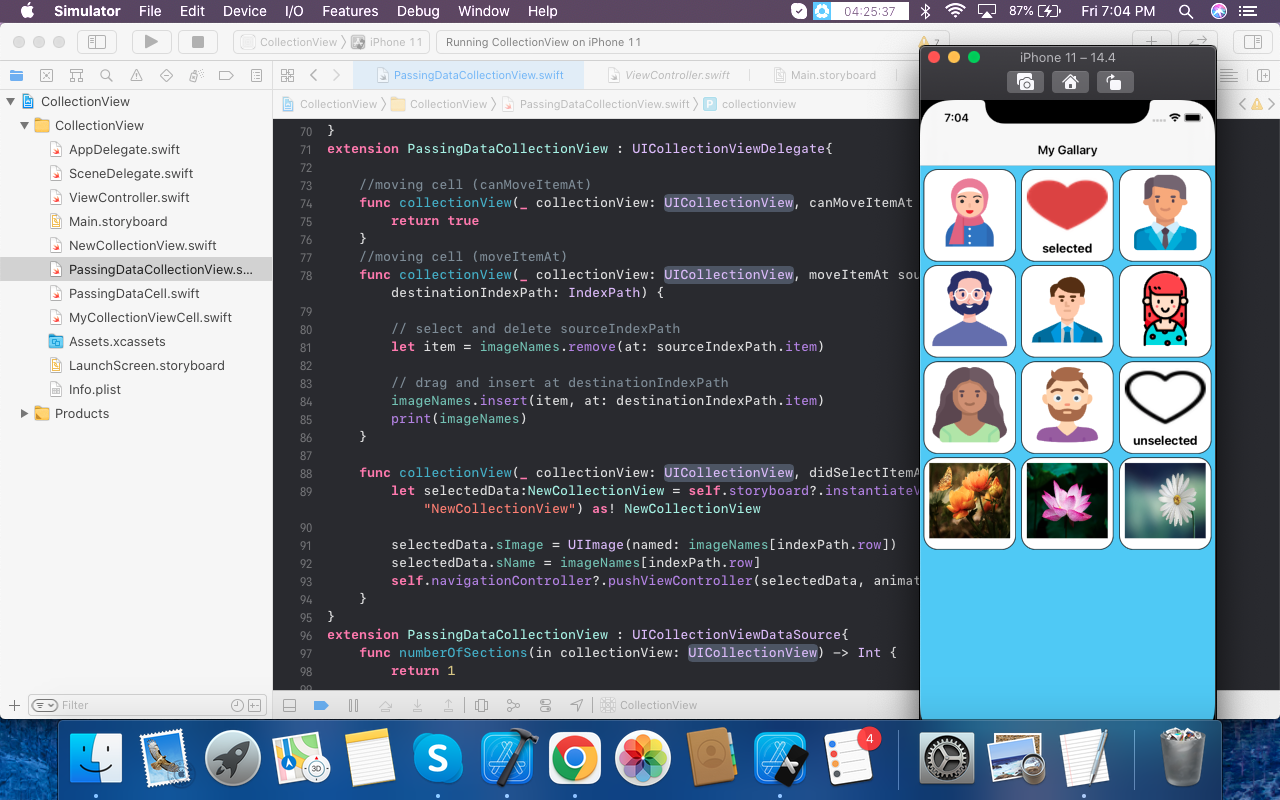 Simulator File Edit Device I/O Features Debug Window Help 04:25:37 87% Fri 7:04 PM
CollectionView iPhone 11 Running CollectionView on iPhone 11 7
PassingDataCollectionView.swift ViewController.swift Main.storyboard
CollectionView CollectionView PassingDataCollectionView.swift P collectionview
CollectionView
CollectionView
AppDelegate.swift
SceneDelegate.swift
ViewController.swift
Main.storyboard
NewCollectionView.swift
PassingDataCollectionView.s...
PassingDataCell.swift
MyCollectionViewCell.swift
Assets.xcassets
LaunchScreen.storyboard
Info.plist
Products
Filter
70 }
71 extension PassingDataCollectionView : UICollectionViewDelegate{
72
73 //moving cell (canMoveItemAt)
74 func collectionView(_ collectionView: UICollectionView, canMoveItemAt
75 return true
76 }
77 //moving cell (moveItemAt)
78 func collectionView(_ collectionView: UICollectionView, moveItemAt sou
destinationIndexPath: IndexPath) {
79
80 // select and delete sourceIndexPath
81 let item = imageNames.remove(at: sourceIndexPath.item)
82
83 // drag and insert at destinationIndexPath
84 imageNames.insert(item, at: destinationIndexPath.item)
85 print(imageNames)
86 }
87
88 func collectionView(_ collectionView: UICollectionView, didSelectItemA
89 let selectedData:NewCollectionView = self.storyboard?.instantiateV
"NewCollectionView") as! NewCollectionView
90
91 selectedData.sImage = UIImage(named: imageNames[indexPath.row])
92 selectedData.sName = imageNames[indexPath.row]
93 self.navigationController?.pushViewController(selectedData, animat
94 }
95 }
96 extension PassingDataCollectionView : UICollectionViewDataSource{
97 func numberOfSections(in collectionView: UICollectionView) -> Int {
98 return 1
99
CollectionView
iPhone 11 – 14.4
7:04
My Gallary
selected
unselected
3D
S
4